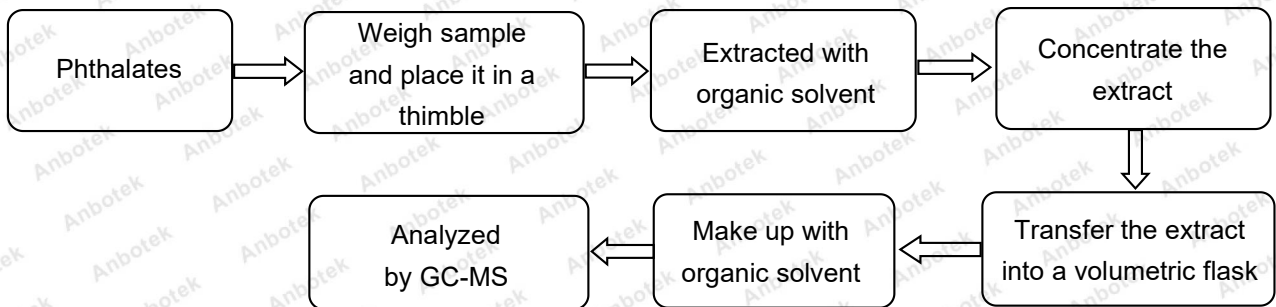 Phthalates
Weigh sample
and place it in a
thimble
Extracted with
organic solvent
Concentrate the
extract
Transfer the extract
into a volumetric flask
Make up with
organic solvent
Analyzed
by GC-MS
Anbotek